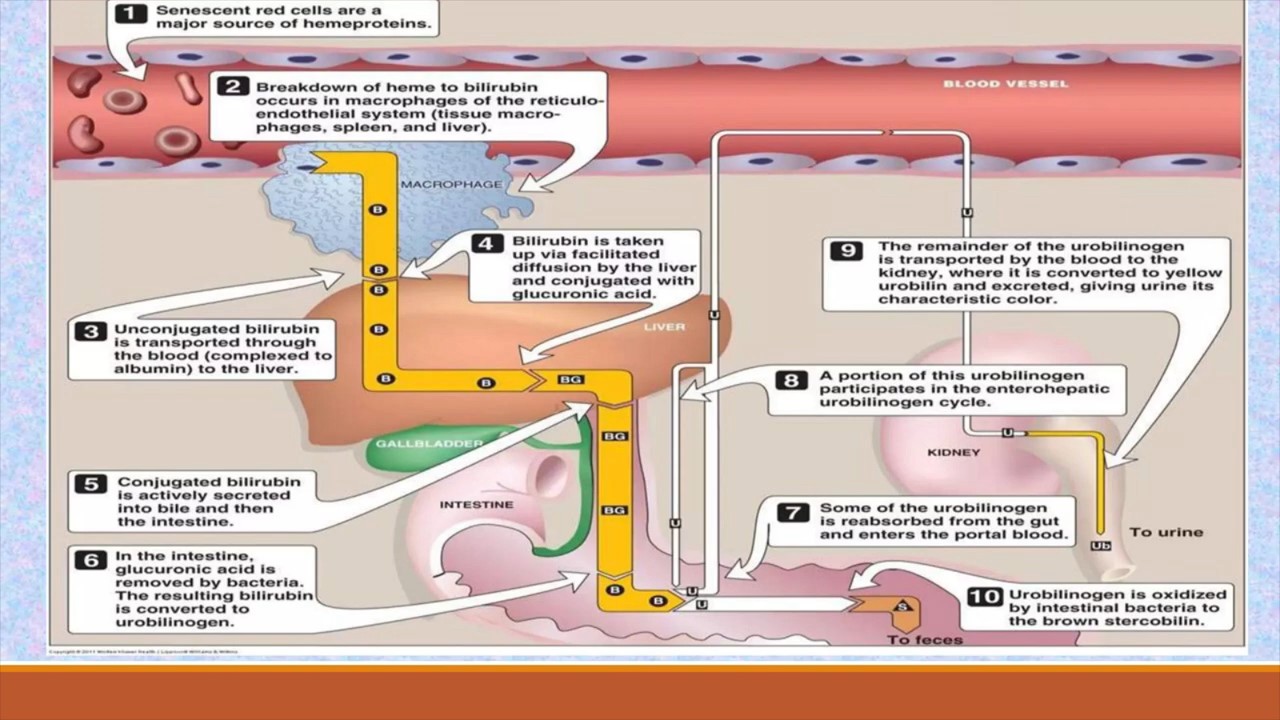 1 Senescent red cells are a
major source of hemeproteins.
BLOOD VESSEL
2 Breakdown of heme to bilirubin
occurs in macrophages of the reticulo-
endothelial system (tissue macro-
phages, spleen, and liver).
MACROPHAGE
B
B
B
B
B
B
BG
BG
BG
B
B
3 Unconjugated bilirubin
is transported through
the blood (complexed to
albumin) to the liver.
4 Bilirubin is taken
up via facilitated
diffusion by the liver
and conjugated with
glucuronic acid.
LIVER
GALLBLADDER
5 Conjugated bilirubin
is actively secreted
into bile and then
the intestine.
INTESTINE
6 In the intestine,
glucuronic acid is
removed by bacteria.
The resulting bilirubin
is converted to
urobilinogen.
7 Some of the urobilinogen
is reabsorbed from the gut
and enters the portal blood.
8 A portion of this urobilinogen
participates in the enterohepatic
urobilinogen cycle.
9 The remainder of the urobilinogen
is transported by the blood to the
kidney, where it is converted to yellow
urobilin and excreted, giving urine its
characteristic color.
KIDNEY
U
U
U
U
U
U
Ub
To urine
10 Urobilinogen is oxidized
by intestinal bacteria to
the brown stercobilin.
S
To feces
Copyright © 2011 Wolters Kluwer Health | Lippincott Williams & Wilkins